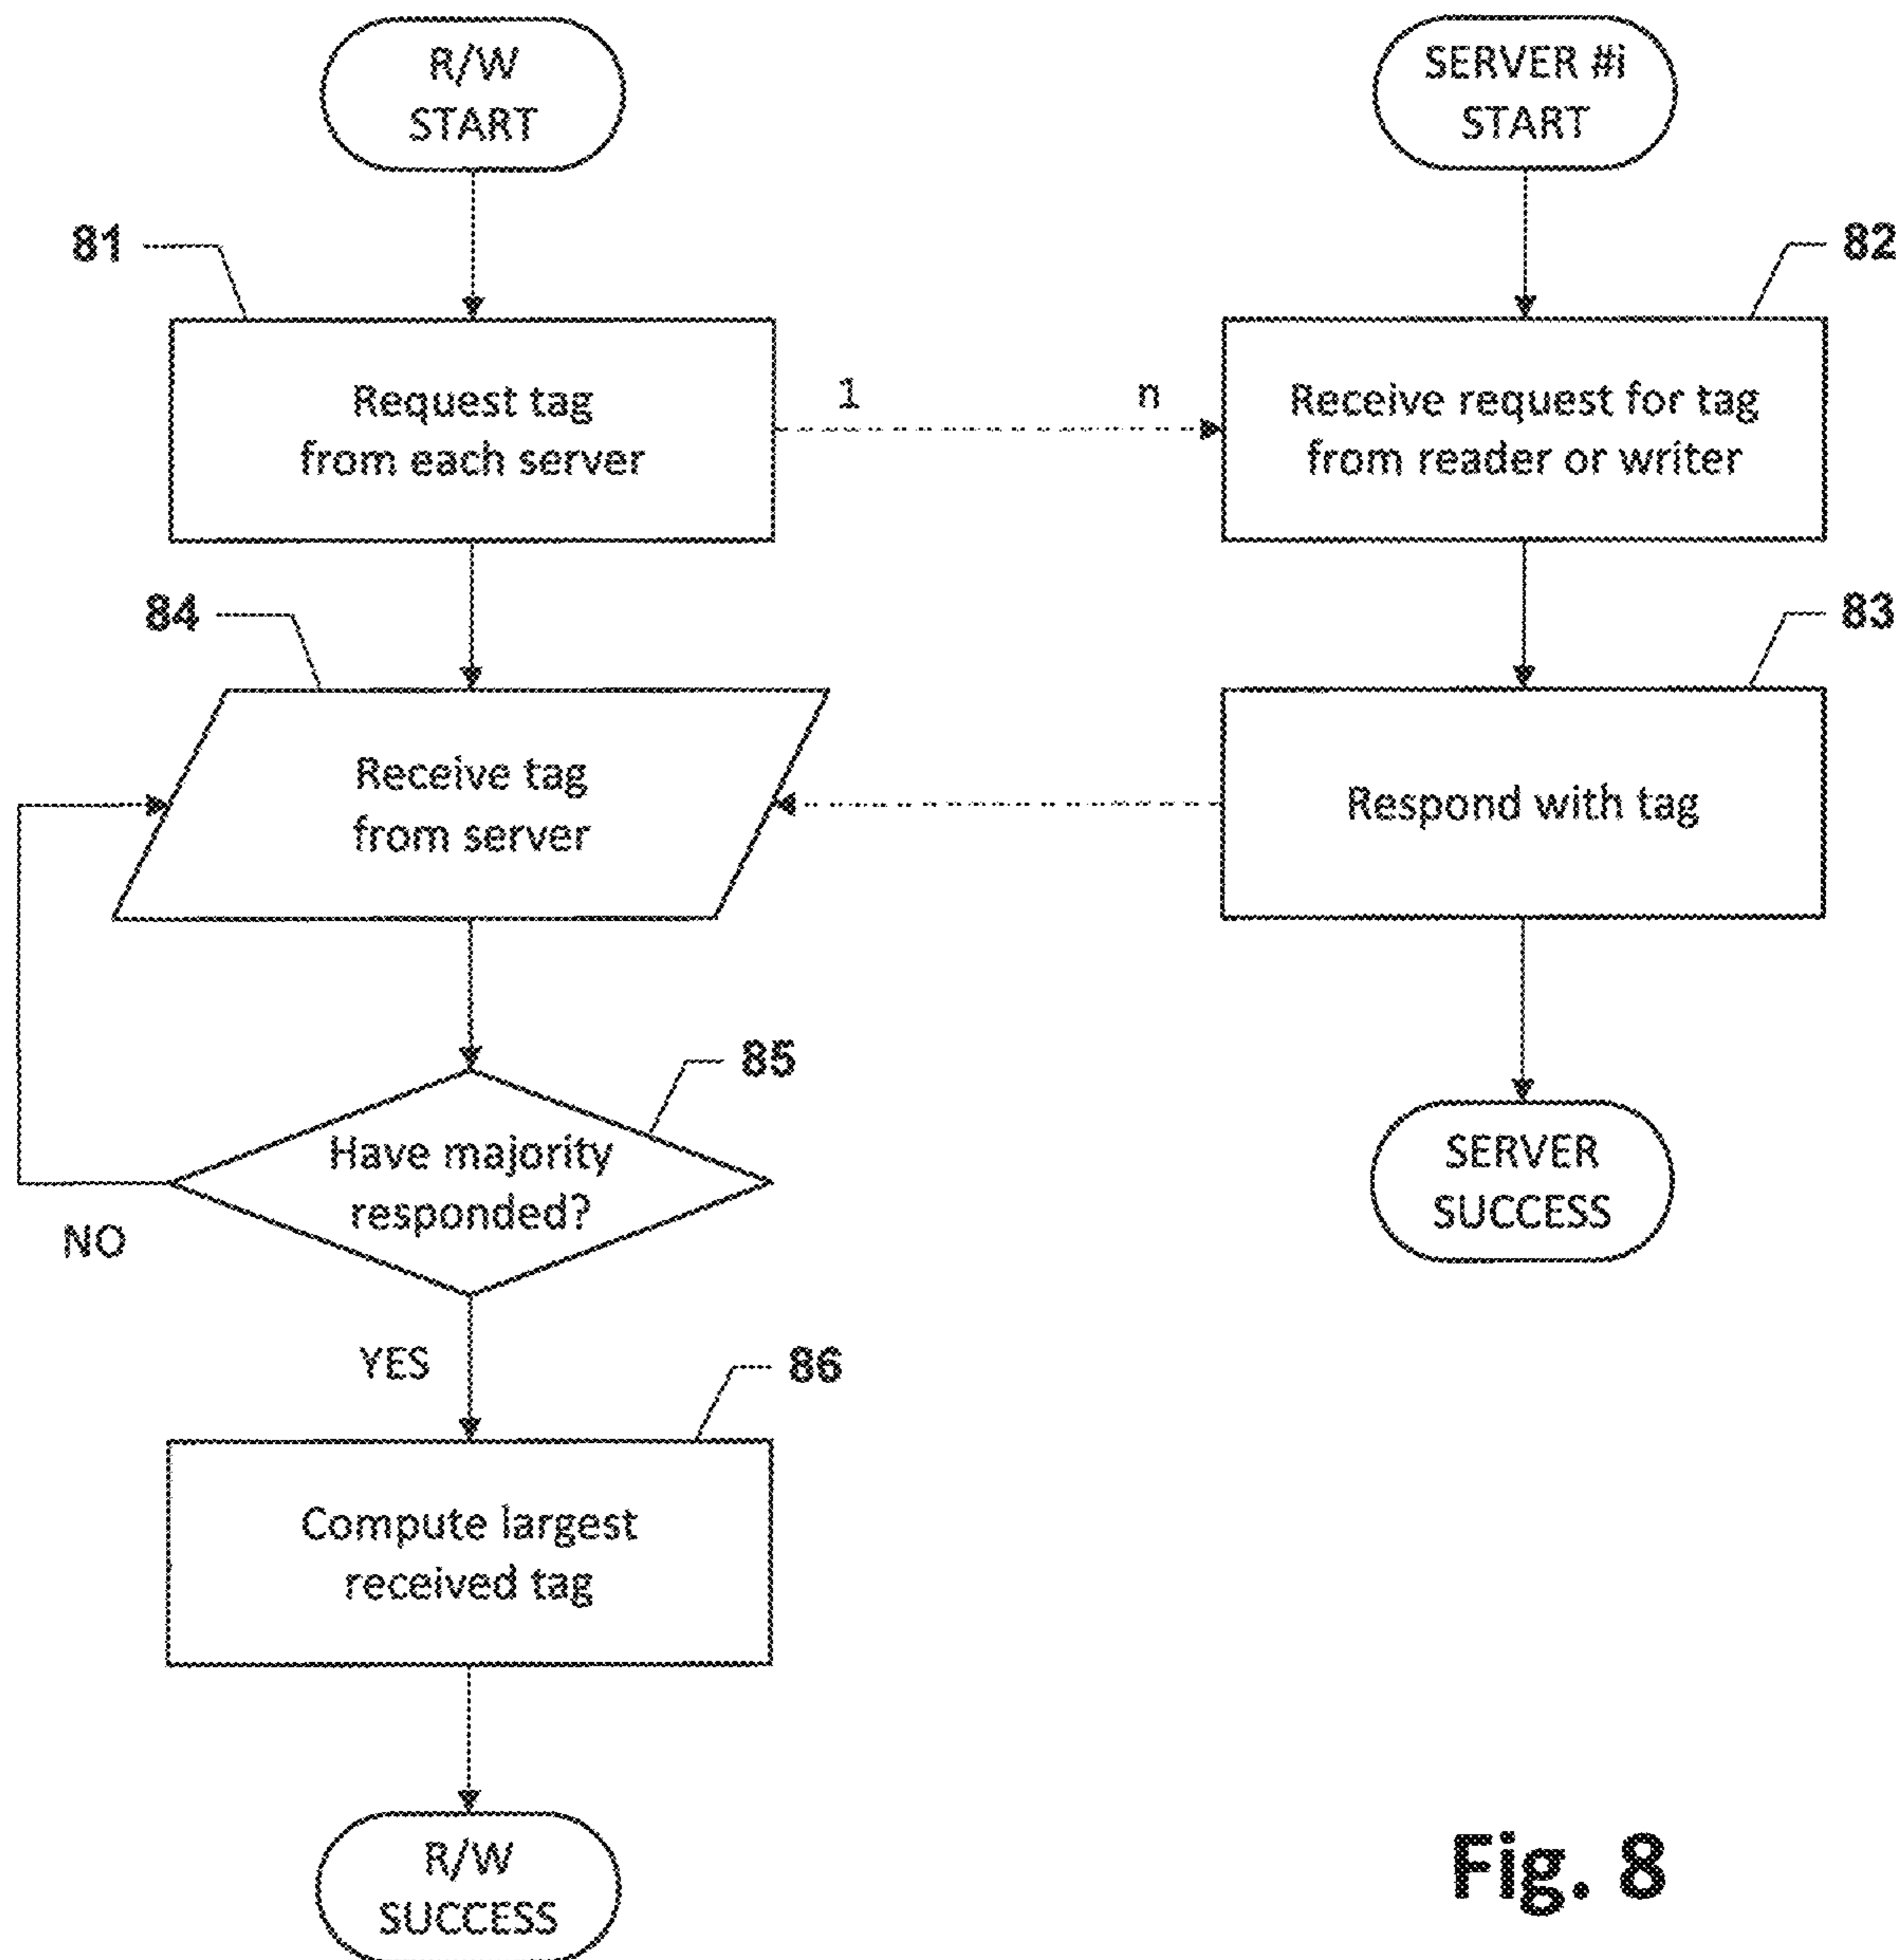 R/W
START
SERVER #i
START
81
82
Request tag
from each server
1
n
Receive request for tag
from reader or writer
84
83
Receive tag
from server
Respond with tag
85
Have majority
responded?
NO
SERVER
SUCCESS
YES
86
Compute largest
received tag
R/W
SUCCESS
Fig. 8